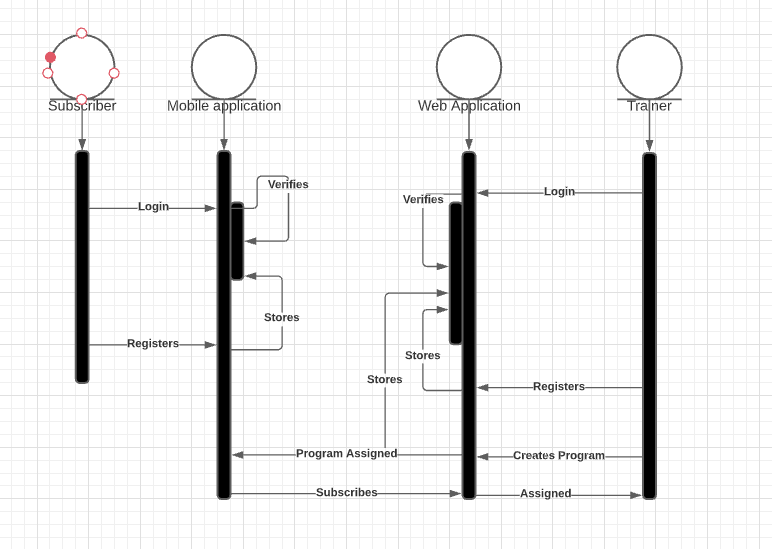 Subscriber
Mobile application
Web Application
Trainer
Verifies
Login
Verifies
Login
Stores
Registers
Stores
Stores
Registers
Program Assigned
Creates Program
Subscribes
Assigned